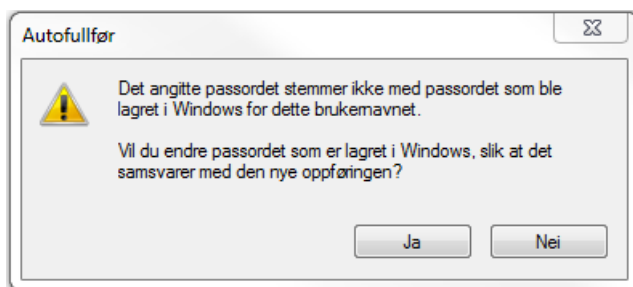 Autofullfør
Det angitte passordet stemmer ikke med passordet som ble
lagret i Windows for dette brukernavnet.
Vil du endre passordet som er lagret i Windows, slik at det
samsvarer med den nye oppføringen?
Ja
Nei